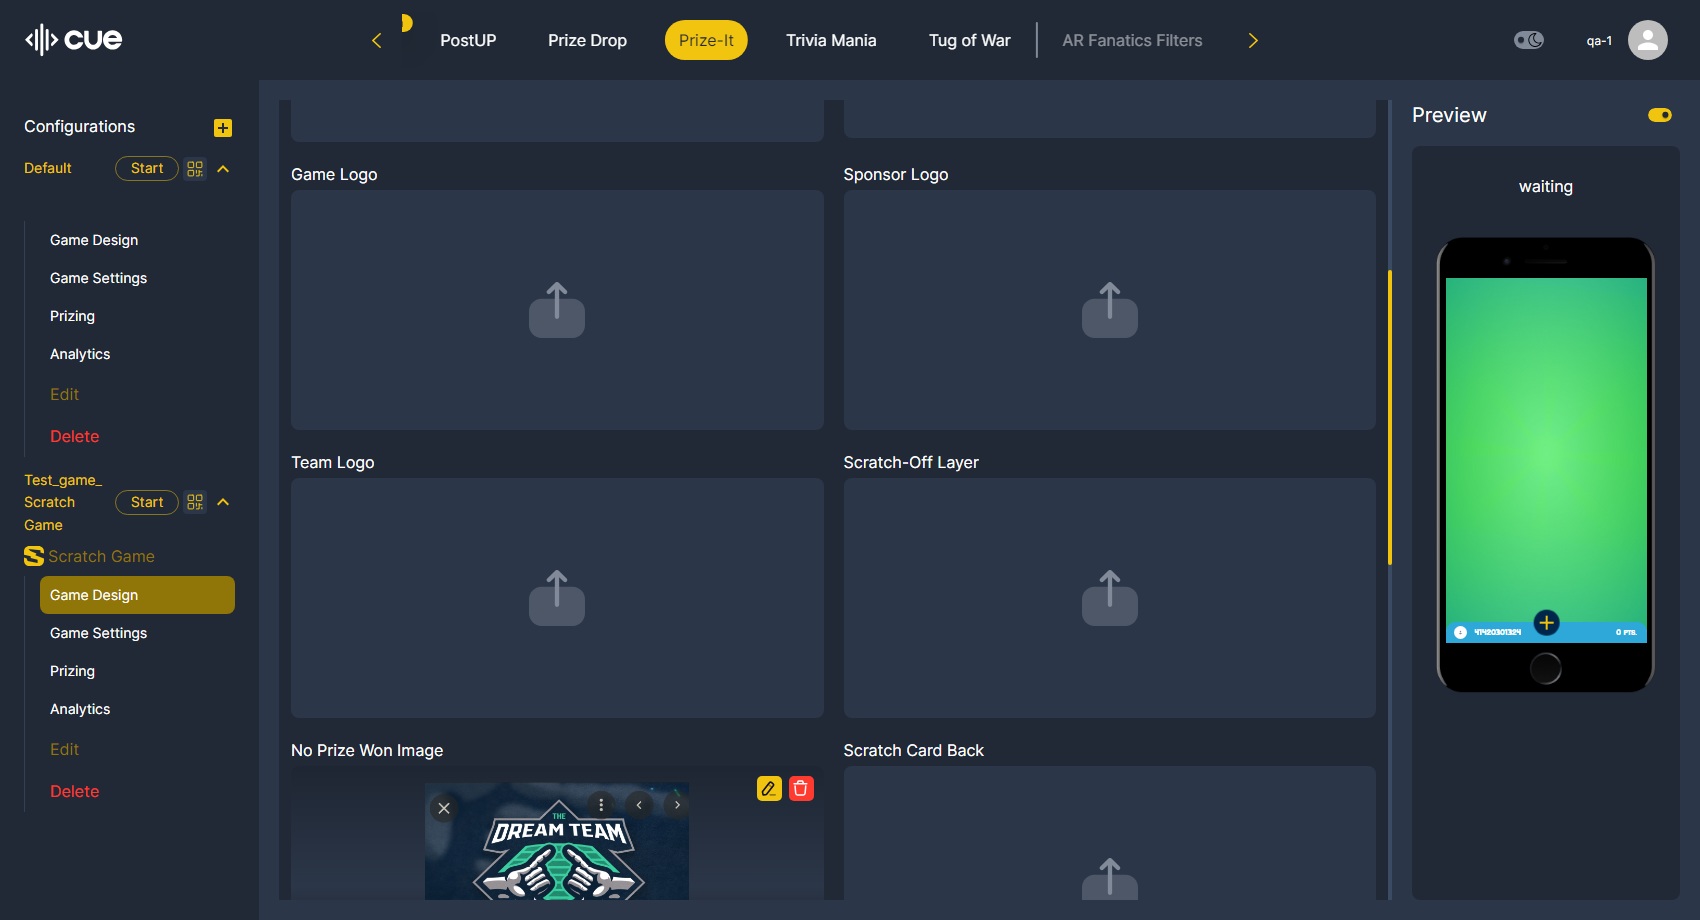 cue
PostUP
Prize Drop
Prize-It
Trivia Mania
Tug of War
AR Fanatics Filters
qa-1
Configurations
Default
Start
Game Design
Game Settings
Prizing
Analytics
Edit
Delete
Test_game_
Scratch
Game
Start
Scratch Game
Game Design
Game Settings
Prizing
Analytics
Edit
Delete
Game Logo
Sponsor Logo
Team Logo
Scratch-Off Layer
No Prize Won Image
Scratch Card Back
THE
DREAM TEAM
Preview
waiting
41420301324
0 PTS.